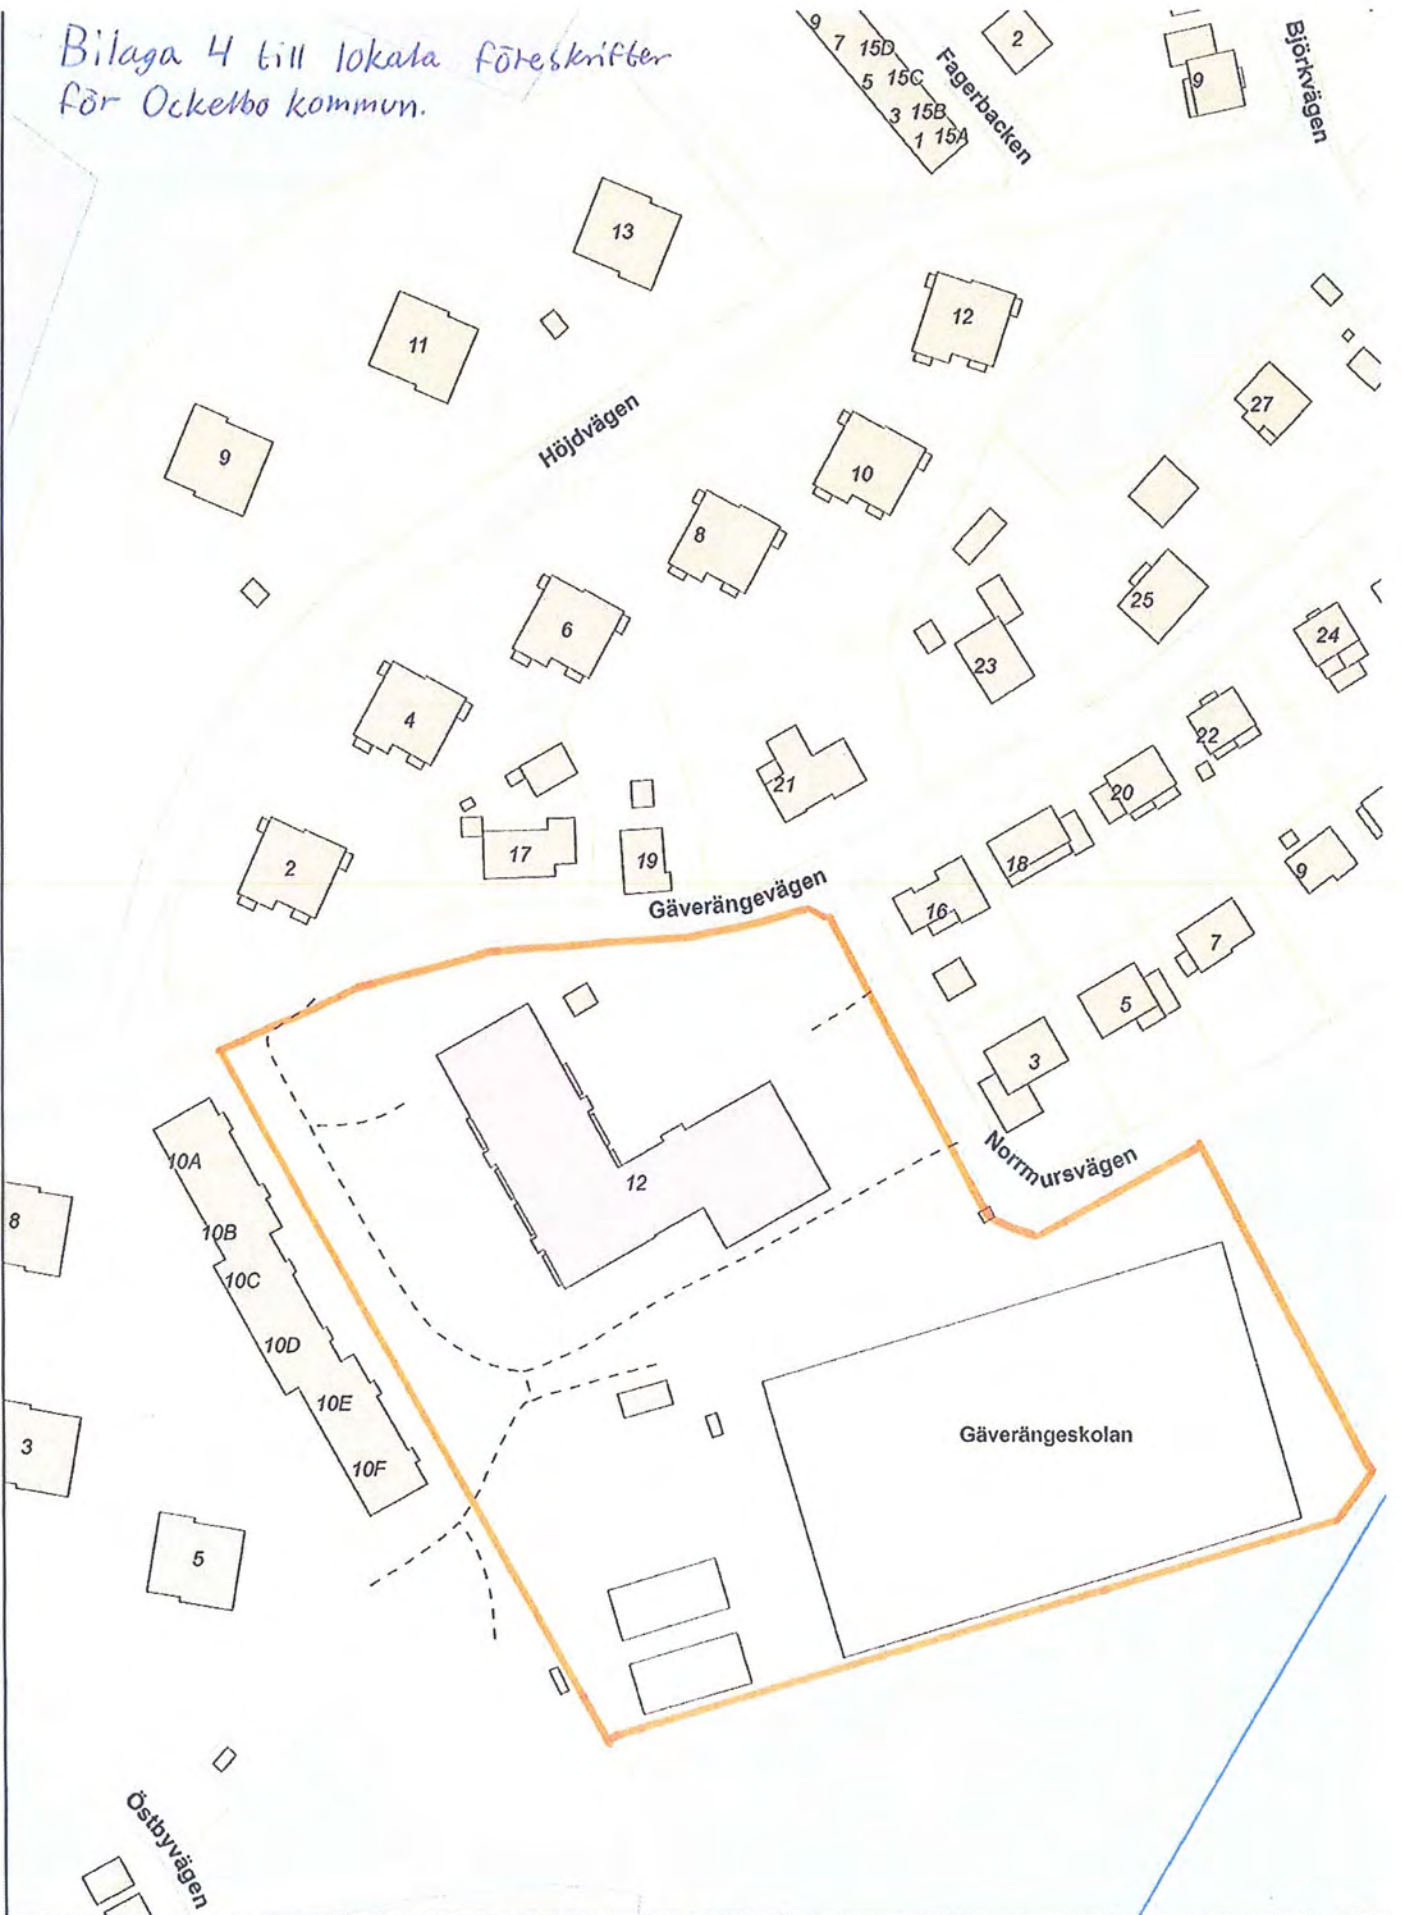 Bilaga 4 till lokala föreskrifter
för Ockelbo kommun.
9
7 15D
5 15C
3 15B
1 15A
Fagerbacken
2
9
Björkvägen
13
11
12
9
Höjdvägen
27
10
8
25
6
23
24
4
22
21
20
2
17
19
18
9
Gäverängevägen
16
7
5
3
Norrmursvägen
10A
12
8
10B
10C
10D
10E
3
Gäverängeskolan
10F
5
Östbyvägen